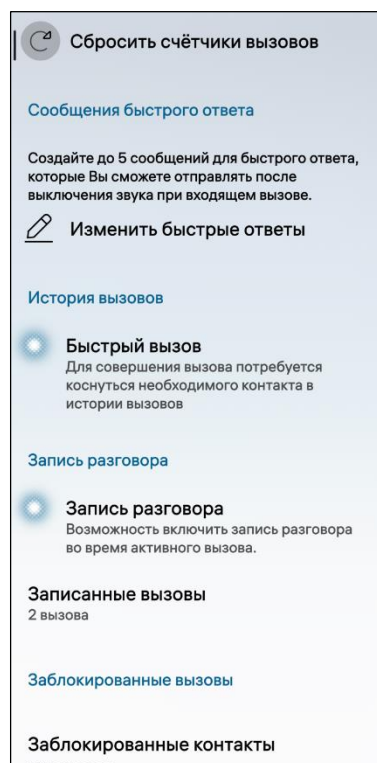 Сбросить счётчики вызовов
Сообщения быстрого ответа
Создайте до 5 сообщений для быстрого ответа,
которые Вы сможете отправлять после
выключения звука при входящем вызове.
Изменить быстрые ответы
История вызовов
Быстрый вызов
Для совершения вызова потребуется
коснуться необходимого контакта в
истории вызовов
Запись разговора
Запись разговора
Возможность включить запись разговора
во время активного вызова.
Записанные вызовы
2 вызова
Заблокированные вызовы
Заблокированные контакты